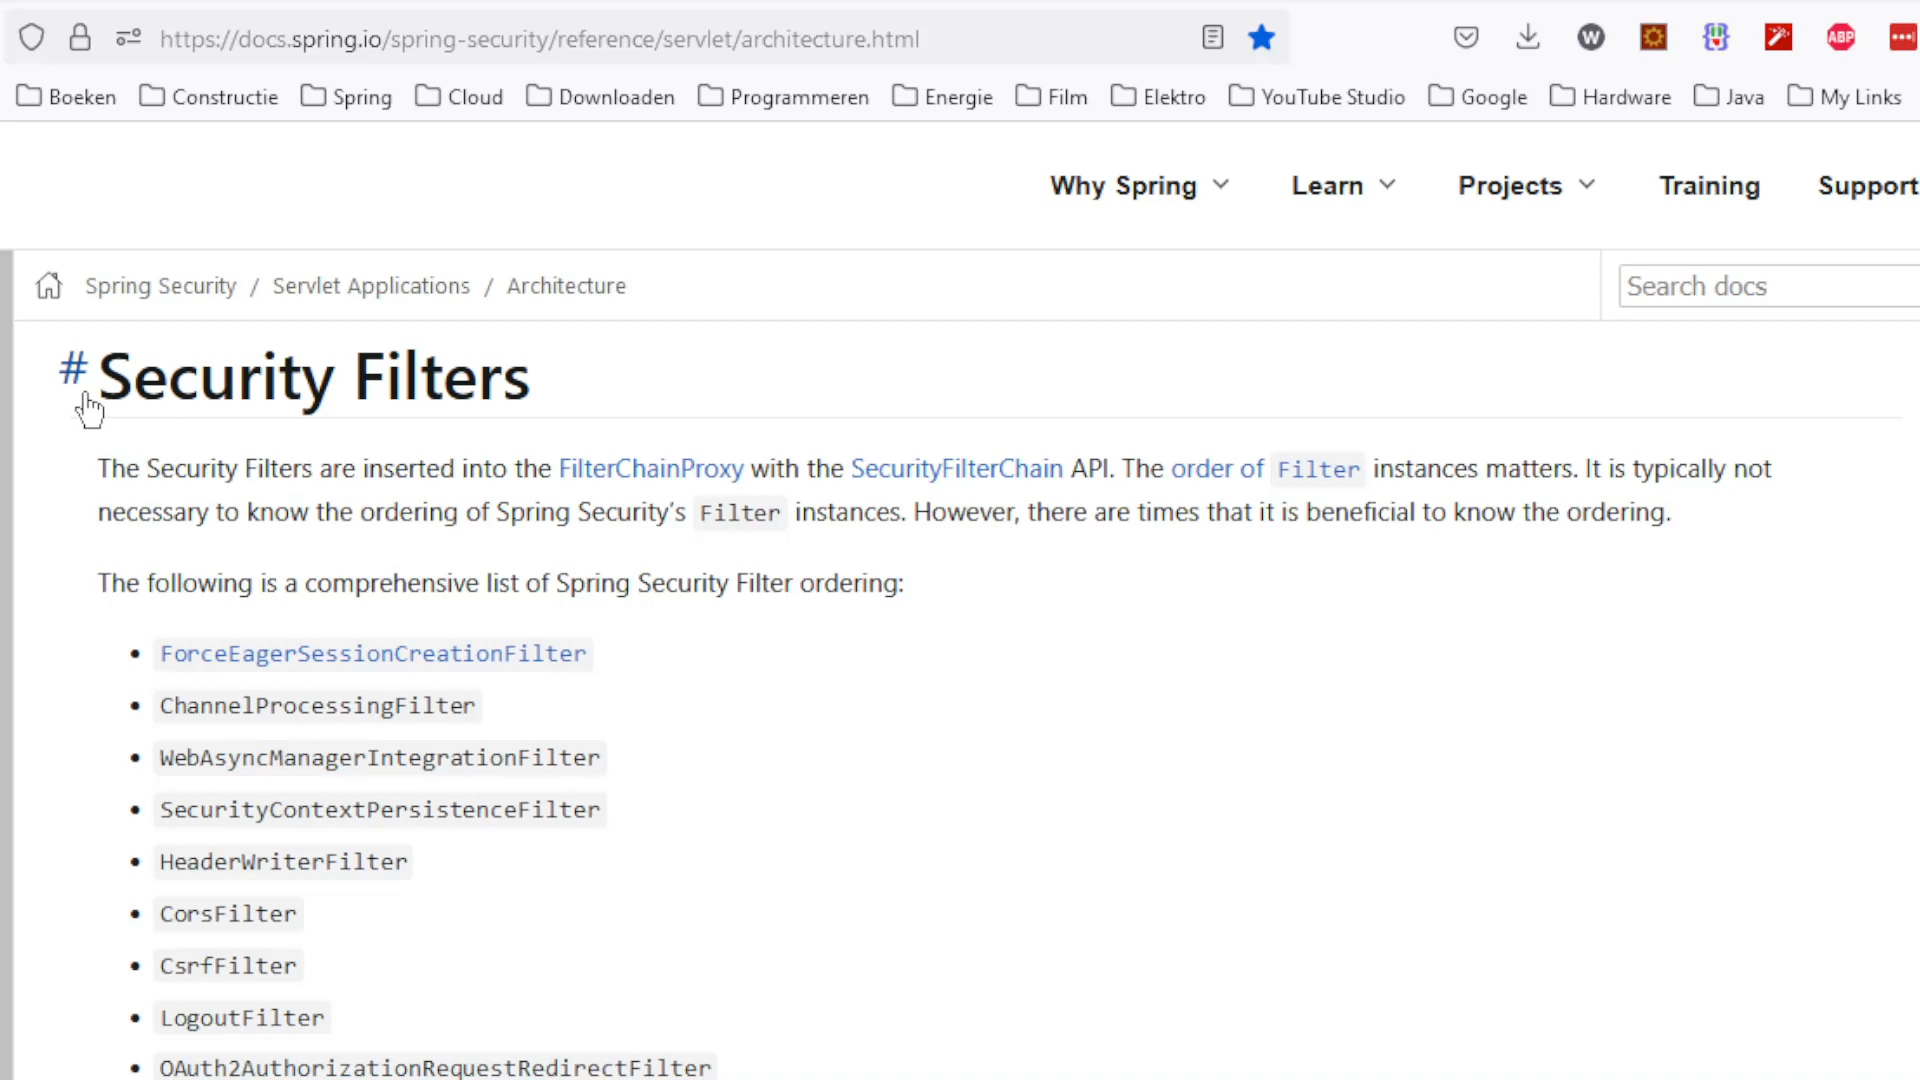 https://docs.spring.io/spring-security/reference/servlet/architecture.html
W
ABP
Boeken Constructie Spring Cloud Downloaden Programmeren Energie Film Elektro YouTube Studio Google Hardware Java My Links
Why Spring Learn Projects Training Support
Spring Security / Servlet Applications / Architecture
Search docs
# Security Filters
The Security Filters are inserted into the FilterChainProxy with the SecurityFilterChain API. The order of Filter instances matters. It is typically not
necessary to know the ordering of Spring Security’s Filter instances. However, there are times that it is beneficial to know the ordering.
The following is a comprehensive list of Spring Security Filter ordering:
• ForceEagerSessionCreationFilter
• ChannelProcessingFilter
• WebAsyncManagerIntegrationFilter
• SecurityContextPersistenceFilter
• HeaderWriterFilter
• CorsFilter
• CsrfFilter
• LogoutFilter
• OAuth2AuthorizationRequestRedirectFilter